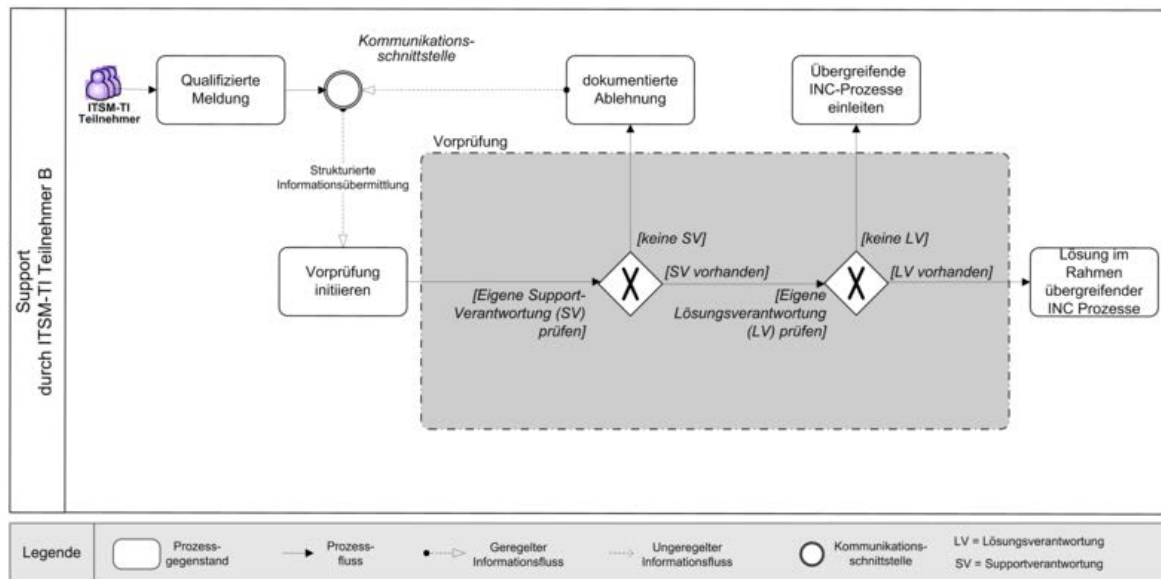 Support
durch ITSM-TI Teilnehmer B
ITSM-TI
Teilnehmer
Qualifizierte
Meldung
Kommunikations-
schnittstelle
dokumentierte
Ablehnung
Übergreifende
INC-Prozesse
einleiten
Strukturierte
Informationsübermittlung
Vorprüfung
Vorprüfung
initiieren
[Eigene Support-
Verantwortung (SV)
prüfen]
[keine SV]
[SV vorhanden]
[Eigene
Lösungsverantwortung
(LV) prüfen]
[keine LV]
[LV vorhanden]
Lösung im
Rahmen
übergreifender
INC Prozesse
Legende
Prozess-
gegenstand
Prozess-
fluss
Geregelter
Informationsfluss
Ungeregelter
Informationsfluss
Kommunikations-
schnittstelle
LV = Lösungsverantwortung
SV = Supportverantwortung